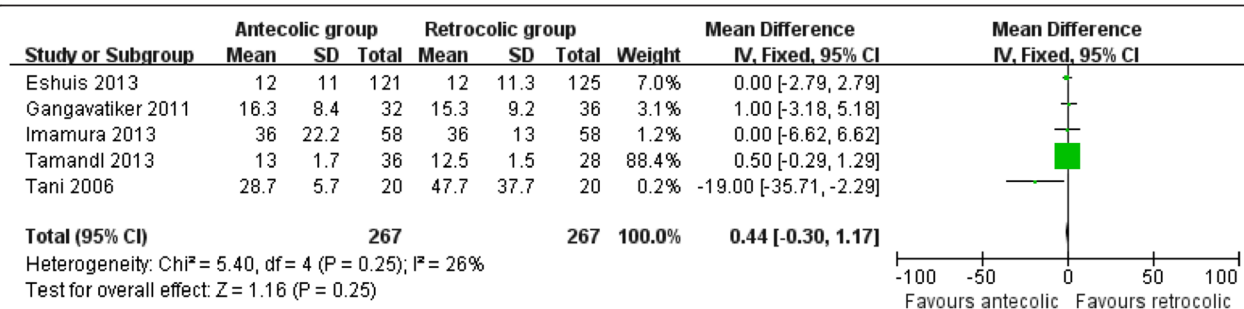 Antecolic group Retrocolic group Mean Difference Mean Difference
Study or Subgroup Mean SD Total Mean SD Total Weight IV, Fixed, 95% CI IV, Fixed, 95% CI
Eshuis 2013 12 11 121 12 11.3 125 7.0% 0.00 [-2.79, 2.79]
Gangavatiker 2011 16.3 8.4 32 15.3 9.2 36 3.1% 1.00 [-3.18, 5.18]
Imamura 2013 36 22.2 58 36 13 58 1.2% 0.00 [-6.62, 6.62]
Tamandl 2013 13 1.7 36 12.5 1.5 28 88.4% 0.50 [-0.29, 1.29]
Tani 2006 28.7 5.7 20 47.7 37.7 20 0.2% -19.00 [-35.71, -2.29]
Total (95% CI) 267 267 100.0% 0.44 [-0.30, 1.17]
Heterogeneity: Chi² = 5.40, df = 4 (P = 0.25); I² = 26%
Test for overall effect: Z = 1.16 (P = 0.25)
-100 -50 0 50 100
Favours antecolic Favours retrocolic